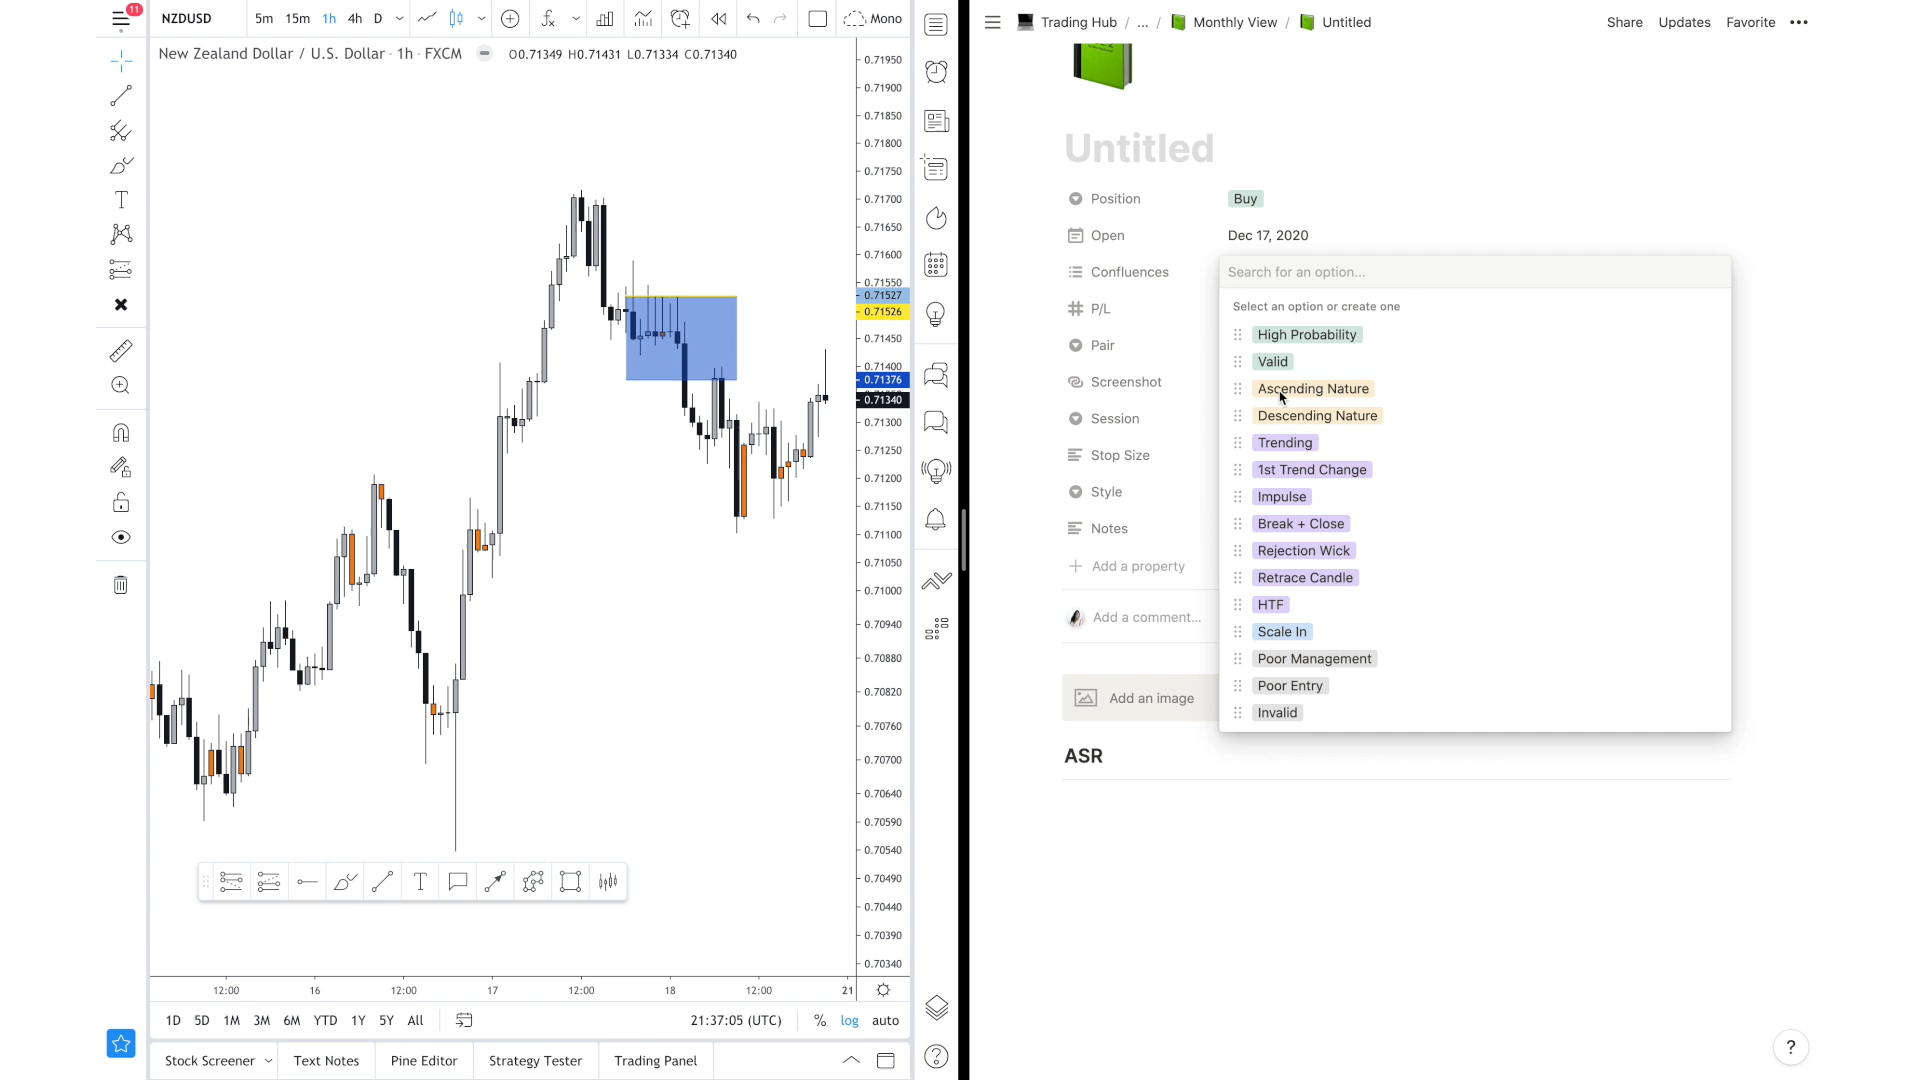 11
NZDUSD
5m 15m 1h 4h D
Mono
New Zealand Dollar / U.S. Dollar · 1h · FXCM
O0.71349 H0.71431 L0.71334 C0.71340
0.71950
0.71900
0.71850
0.71800
0.71750
0.71700
0.71650
0.71600
0.71550
0.71527
0.71526
0.71450
0.71400
0.71376
0.71340
0.71300
0.71250
0.71200
0.71150
0.71100
0.71050
0.71000
0.70940
0.70880
0.70820
0.70760
0.70700
0.70640
0.70590
0.70540
0.70490
0.70440
0.70390
0.70340
12:00 16 12:00 17 12:00 18 12:00 21
1D 5D 1M 3M 6M YTD 1Y 5Y All
21:37:05 (UTC) % log auto
Stock Screener Text Notes Pine Editor Strategy Tester Trading Panel
Trading Hub / ... / Monthly View / Untitled
Share Updates Favorite
Untitled
Position Buy
Open Dec 17, 2020
Confluences
P/L
Pair
Screenshot
Session
Stop Size
Style
Notes
Add a property
Add a comment...
Add an image
ASR
Search for an option...
Select an option or create one
High Probability
Valid
Ascending Nature
Descending Nature
Trending
1st Trend Change
Impulse
Break + Close
Rejection Wick
Retrace Candle
HTF
Scale In
Poor Management
Poor Entry
Invalid
?